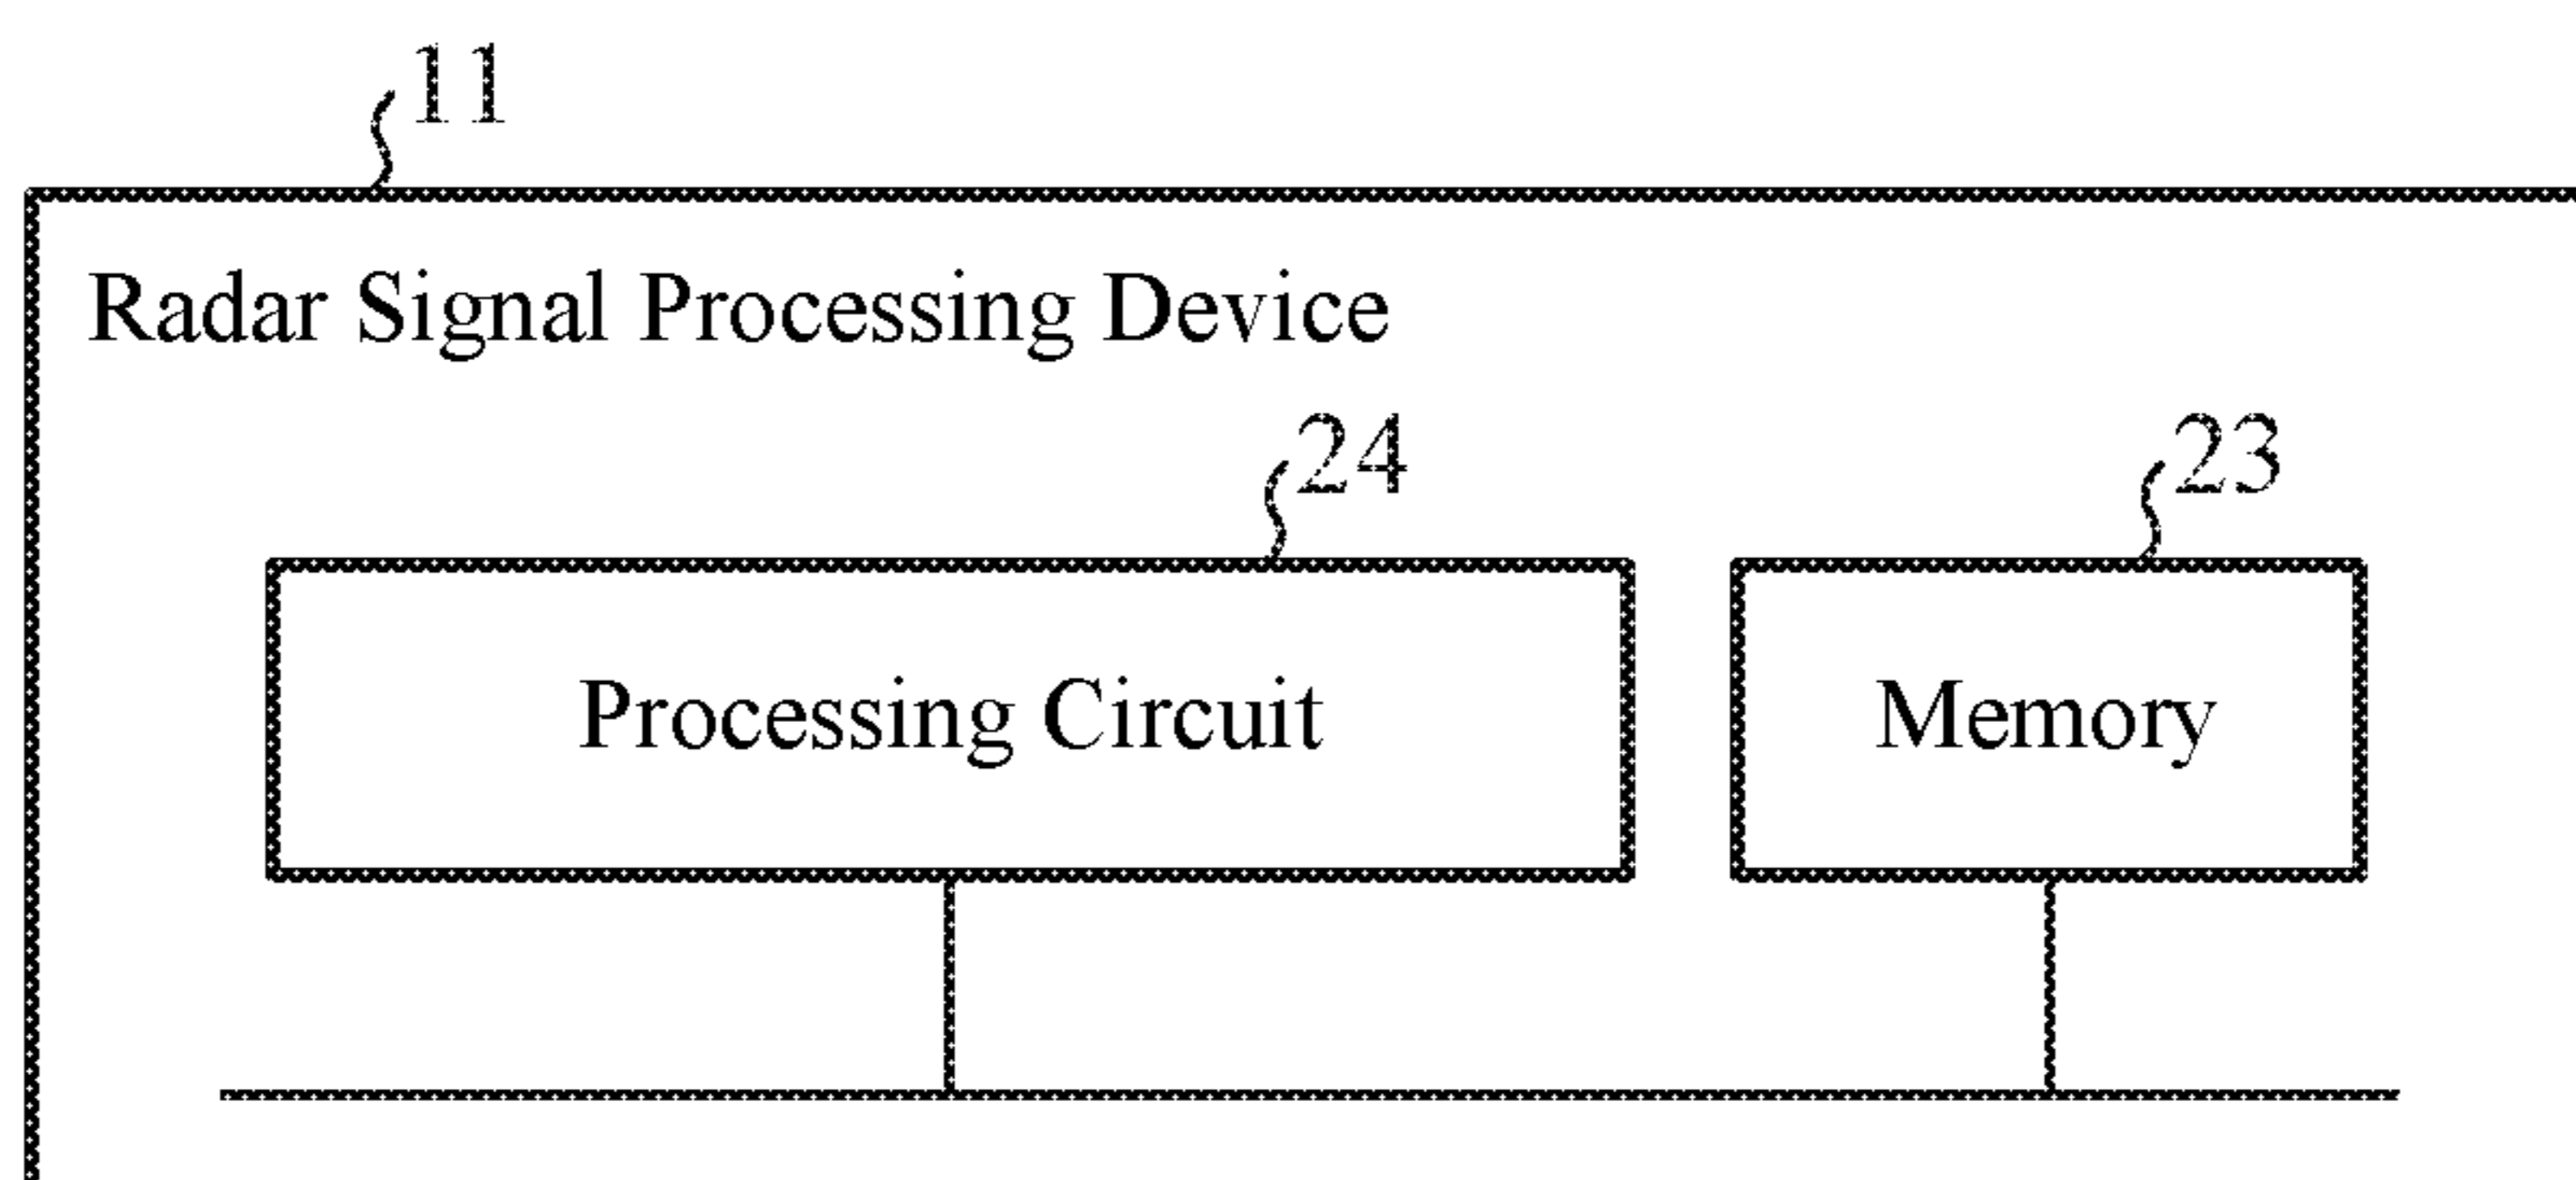 11
Radar Signal Processing Device
24
23
Processing Circuit
Memory